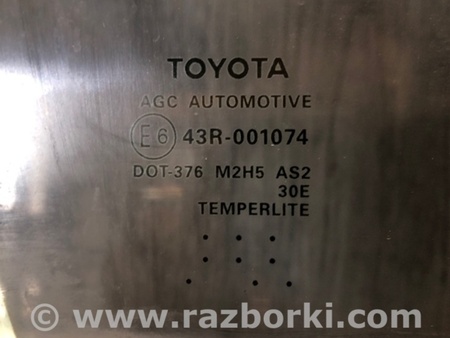 TOYOTA
AGC AUTOMOTIVE
E6 43R-001074
DOT-376 M2H5 AS2
30E
TEMPERLITE
© www.razborki.com